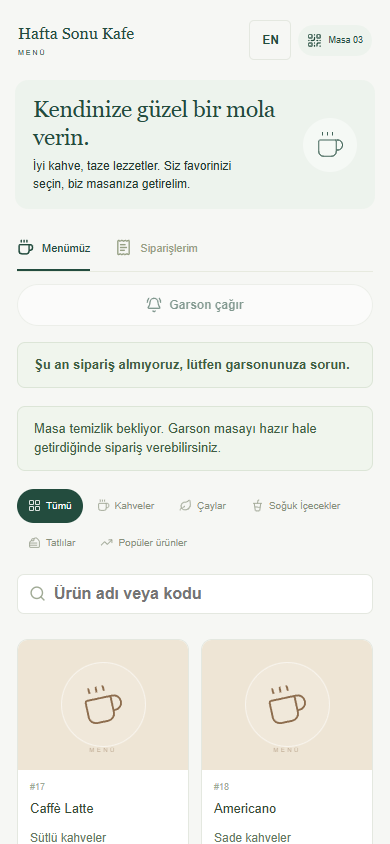 Hafta Sonu Kafe
MENÜ
EN
Masa 03
Kendinize güzel bir mola
verin.
İyi kahve, taze lezzetler. Siz favorinizi
seçin, biz masanıza getirelim.
Menümüz
Siparişlerim
Garson çağır
Şu an sipariş almıyoruz, lütfen garsonunuza sorun.
Masa temizlik bekliyor. Garson masayı hazır hale
getirdiğinde sipariş verebilirsiniz.
Tümü
Kahveler
Çaylar
Soğuk İçecekler
Tatlılar
Popüler ürünler
Ürün adı veya kodu
MENÜ
MENÜ
#17
#18
Caffè Latte
Americano
Sütlü kahveler
Sade kahveler